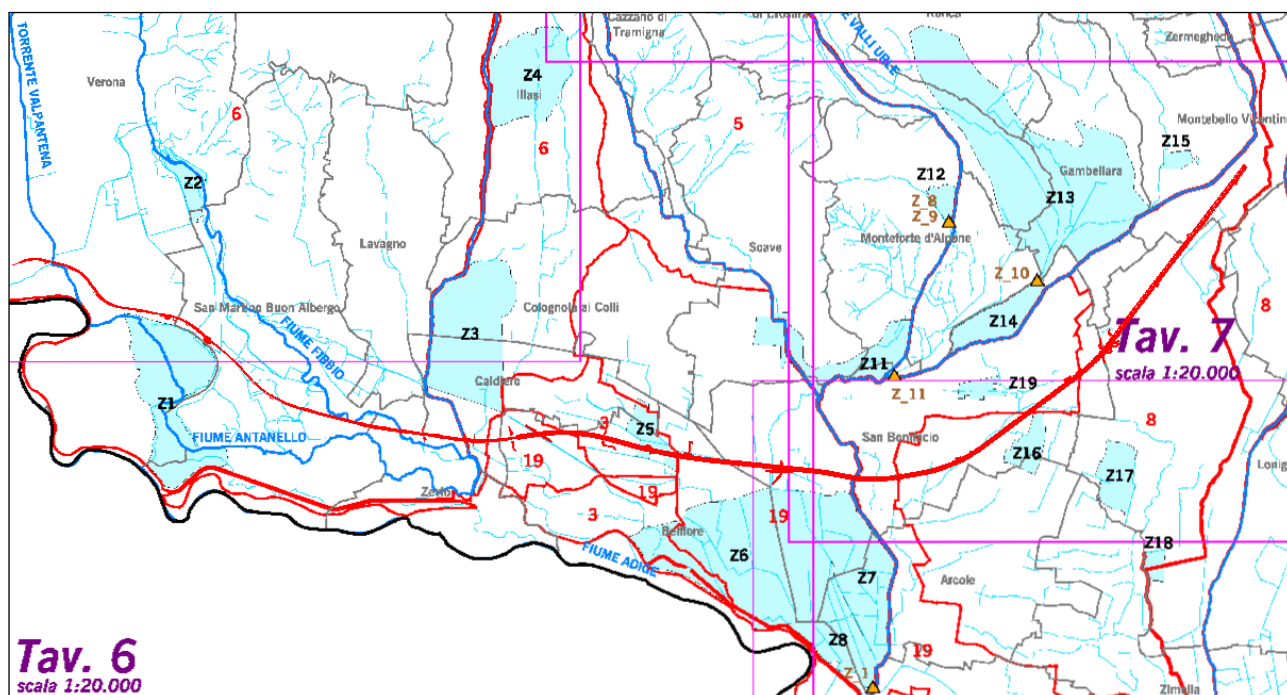 TORRENTE VALPANTENA
Verona
Cazzano di
Tramigna
E VALLI UBLE
Zermeghedo
Z4
Illasi
6
6
5
Montebello Vicentino
Z15
Z2
Gambellara
Z12
Z_8
Z_9
Z13
Lavagno
Soave
Monteforte d'Alpone
Z_10
San Martino Buon Albergo
Colognola ai Colli
8
Z3
Z14
Tav. 7
scala 1:20.000
FIUME FIBBIO
Z11
Z_11
Z19
Caldiero
Z1
3
Z5
8
FIUME ANTANELLO
San Bonifacio
Z16
Lonig
19
Z17
Zevio
19
3
19
Belfiore
Z18
FIUME ADIGE
Z6
Z7
Arcole
Z8
19
Tav. 6
scala 1:20.000
Z_1
Zimella